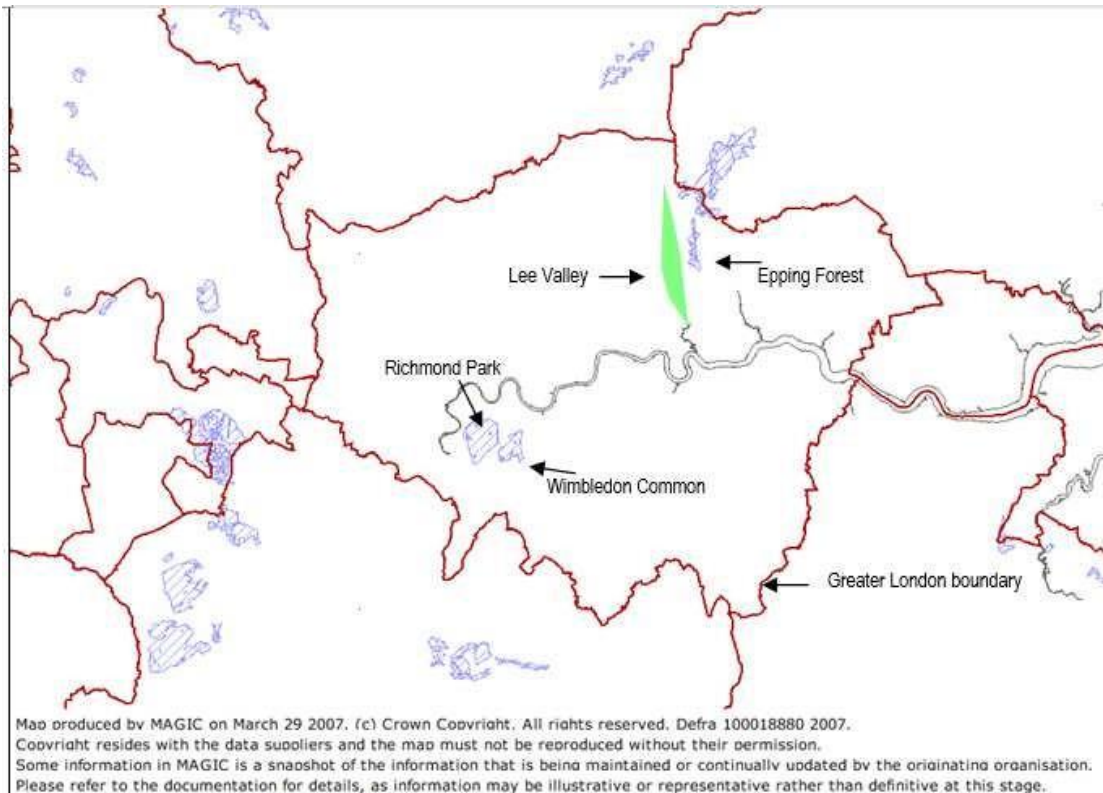 Lee Valley
Epping Forest
Richmond Park
Wimbledon Common
Greater London boundary
Map produced by MAGIC on March 29 2007. (c) Crown Copyright. All rights reserved. Defra 100018880 2007.
Copyright resides with the data suppliers and the map must not be reproduced without their permission.
Some information in MAGIC is a snapshot of the information that is being maintained or continually updated by the originating organisation.
Please refer to the documentation for details, as information may be illustrative or representative rather than definitive at this stage.